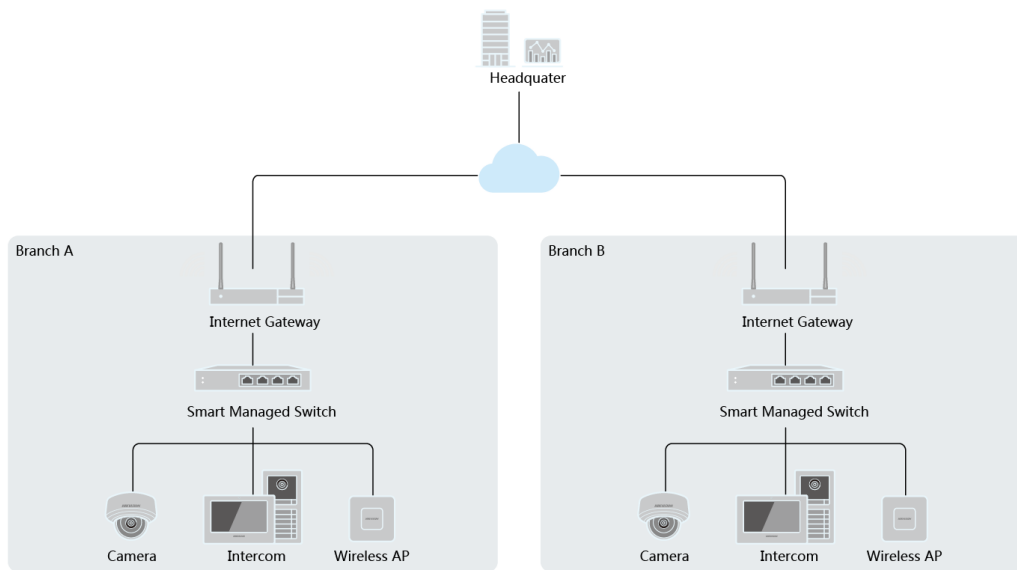 Headquater
Branch A
Branch B
Internet Gateway
Internet Gateway
Smart Managed Switch
Smart Managed Switch
Camera
Intercom
Wireless AP
Camera
Intercom
Wireless AP